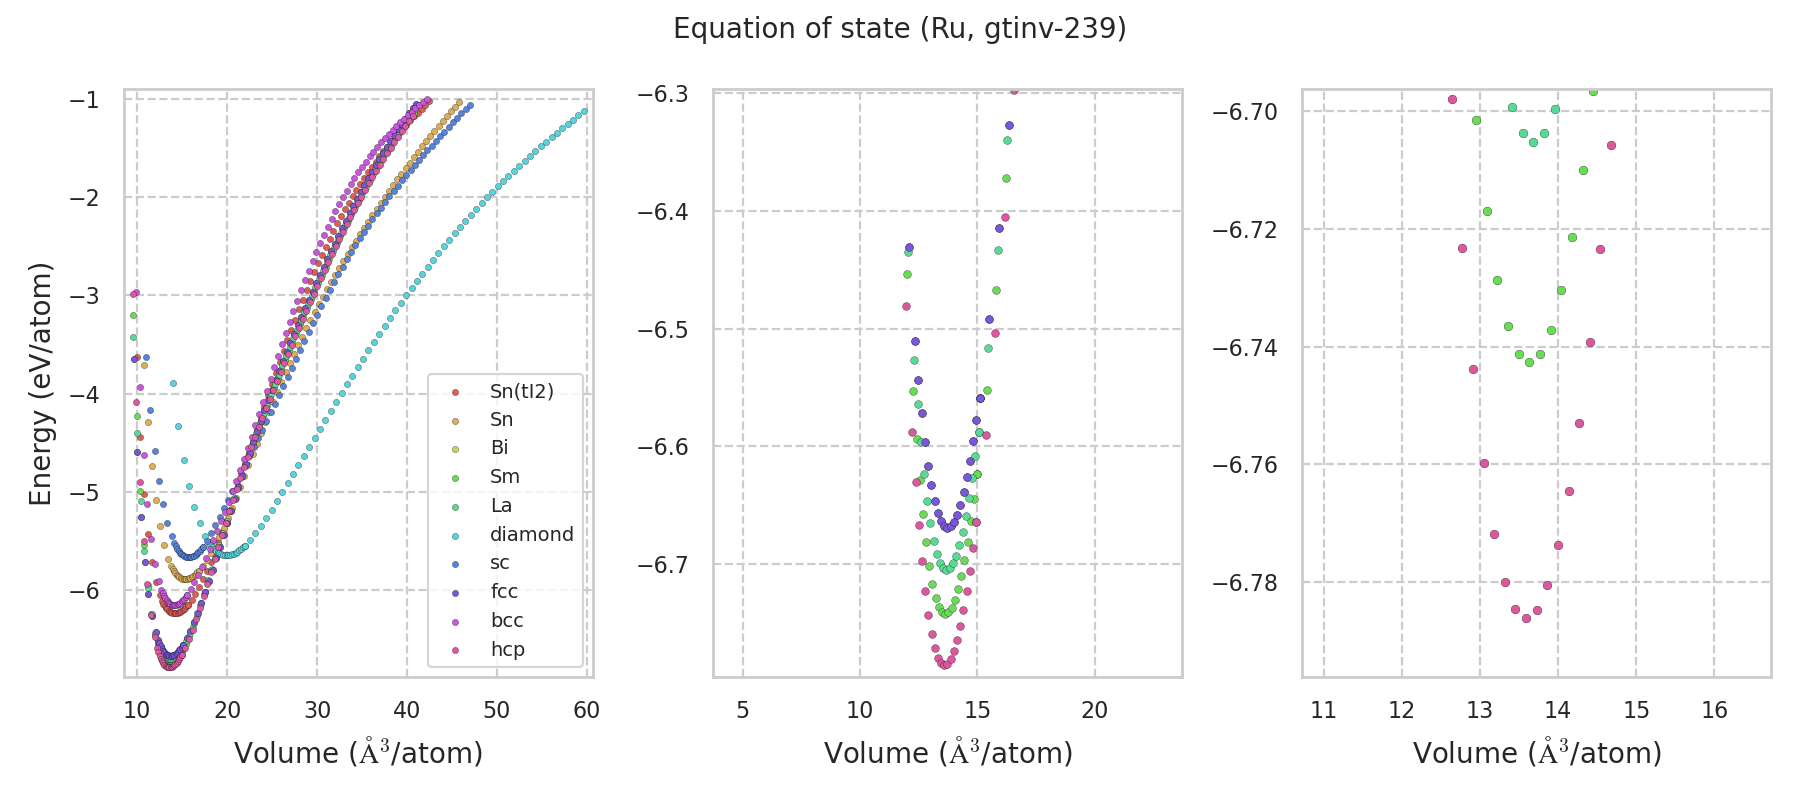 Equation of state (Ru, gtinv-239)
Energy (eV/atom)
−1
−2
−3
−4
−5
−6
10 20 30 40 50 60
Volume (Å³/atom)
Sn(tI2)
Sn
Bi
Sm
La
diamond
sc
fcc
bcc
hcp
−6.3
−6.4
−6.5
−6.6
−6.7
5 10 15 20
Volume (Å³/atom)
−6.70
−6.72
−6.74
−6.76
−6.78
11 12 13 14 15 16
Volume (Å³/atom)